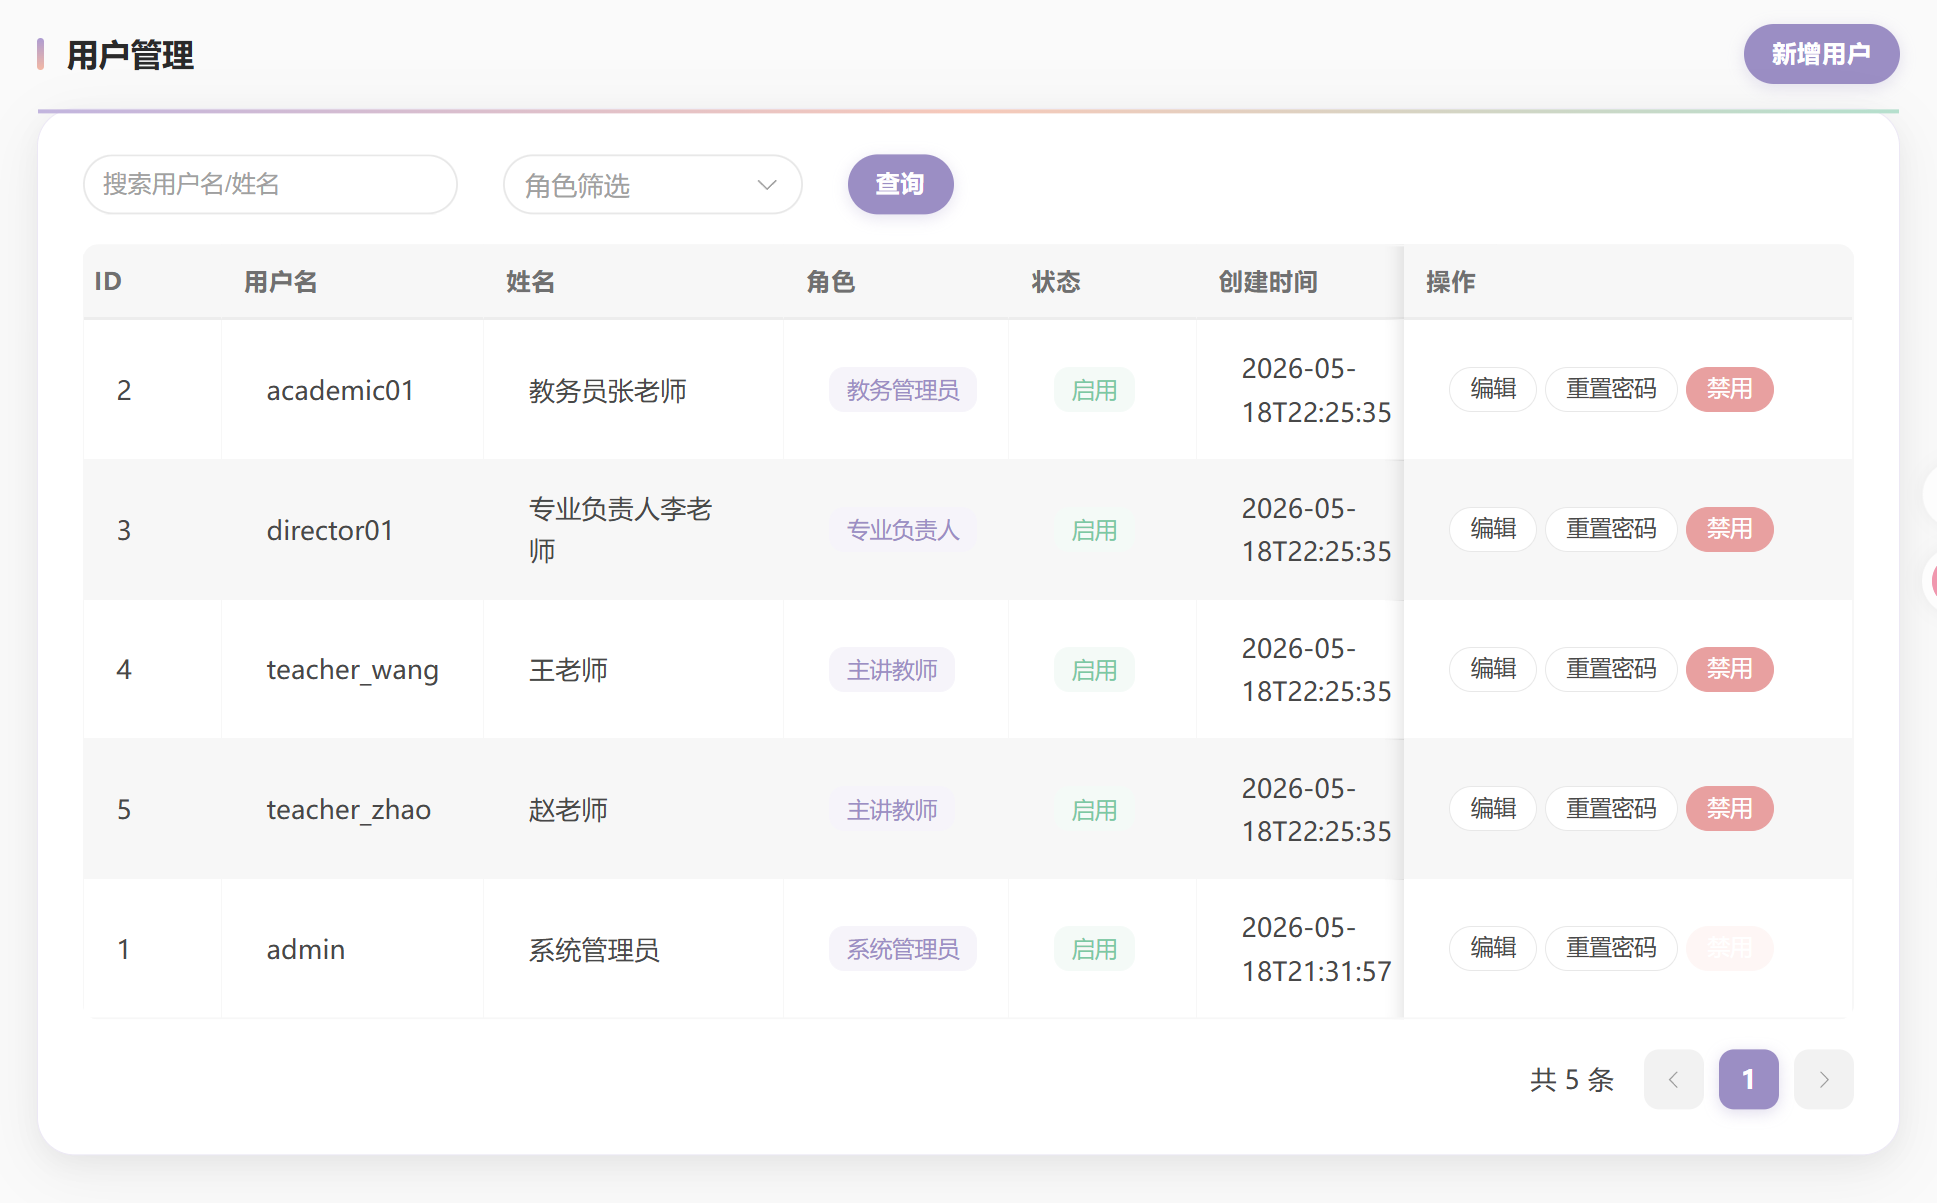 用户管理
新增用户
搜索用户名/姓名
角色筛选
查询
ID 用户名 姓名 角色 状态 创建时间 操作
2 academic01 教务员张老师 教务管理员 启用 2026-05-
18T22:25:35 编辑 重置密码 禁用
3 director01 专业负责人李老
师 专业负责人 启用 2026-05-
18T22:25:35 编辑 重置密码 禁用
4 teacher_wang 王老师 主讲教师 启用 2026-05-
18T22:25:35 编辑 重置密码 禁用
5 teacher_zhao 赵老师 主讲教师 启用 2026-05-
18T22:25:35 编辑 重置密码 禁用
1 admin 系统管理员 系统管理员 启用 2026-05-
18T21:31:57 编辑 重置密码 禁用
共 5 条
1